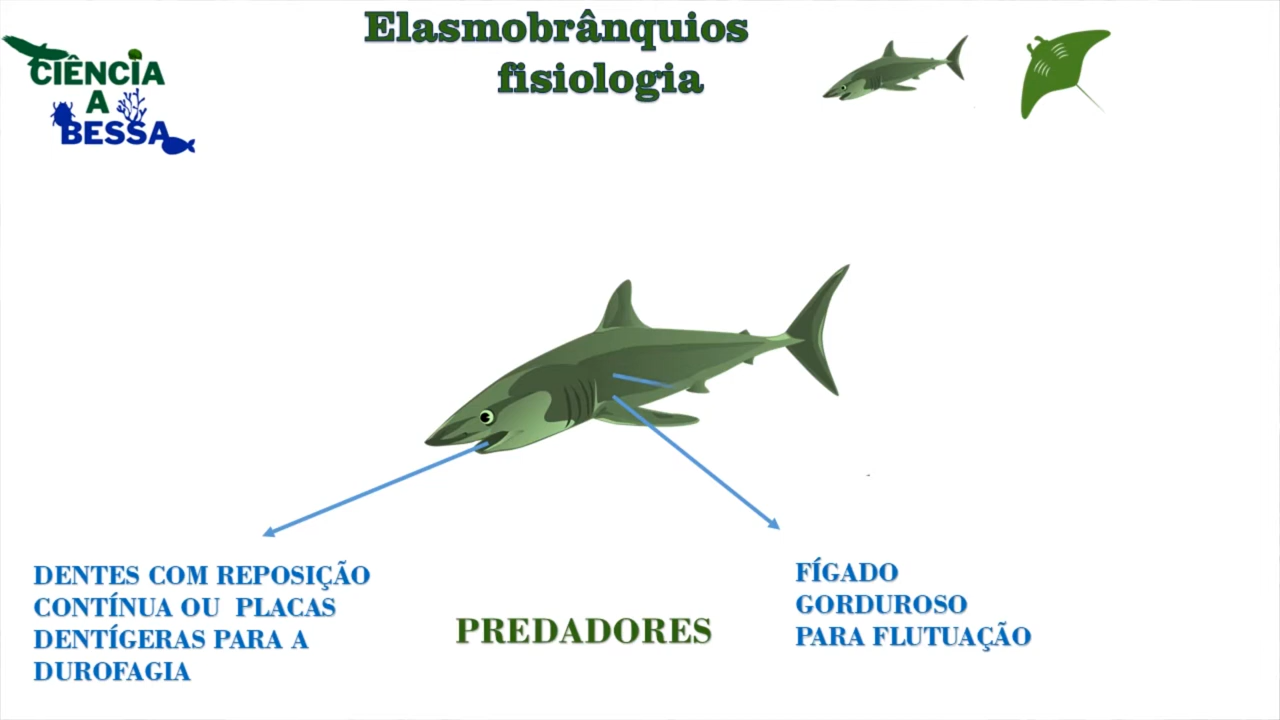 CIÊNCIA
A
BESSA
Elasmobrânquios
fisiologia
DENTES COM REPOSIÇÃO
CONTÍNUA OU PLACAS
DENTÍGERAS PARA A
DUROFAGIA
PREDADORES
FÍGADO
GORDUROSO
PARA FLUTUAÇÃO